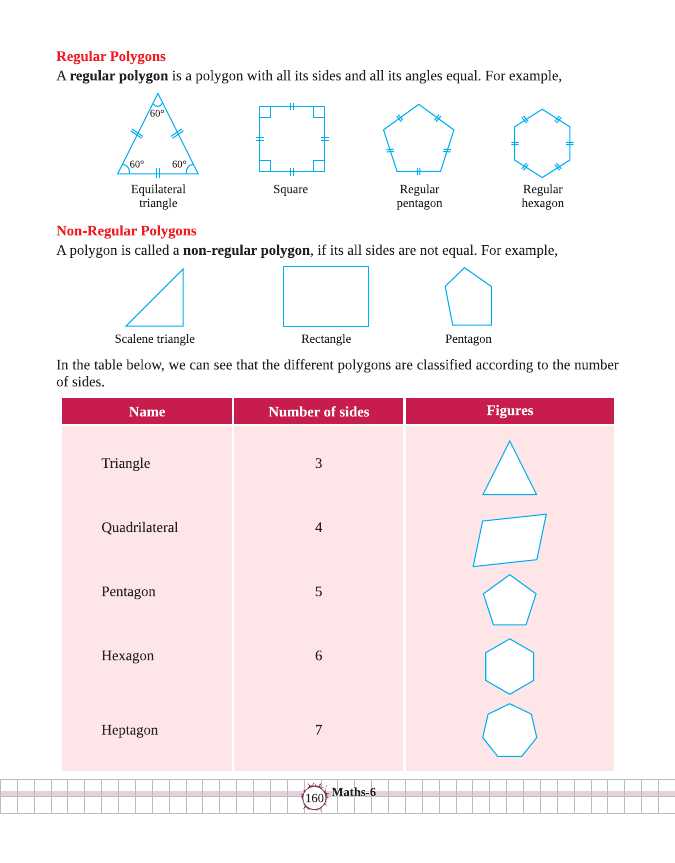 Regular Polygons
A regular polygon is a polygon with all its sides and all its angles equal. For example,
60°
60°
60°
Equilateral
triangle
Square
Regular
pentagon
Regular
hexagon
Non-Regular Polygons
A polygon is called a non-regular polygon, if its all sides are not equal. For example,
Scalene triangle
Rectangle
Pentagon
In the table below, we can see that the different polygons are classified according to the number
of sides.
Name
Number of sides
Figures
Triangle
3
Quadrilateral
4
Pentagon
5
Hexagon
6
Heptagon
7
160
Maths-6